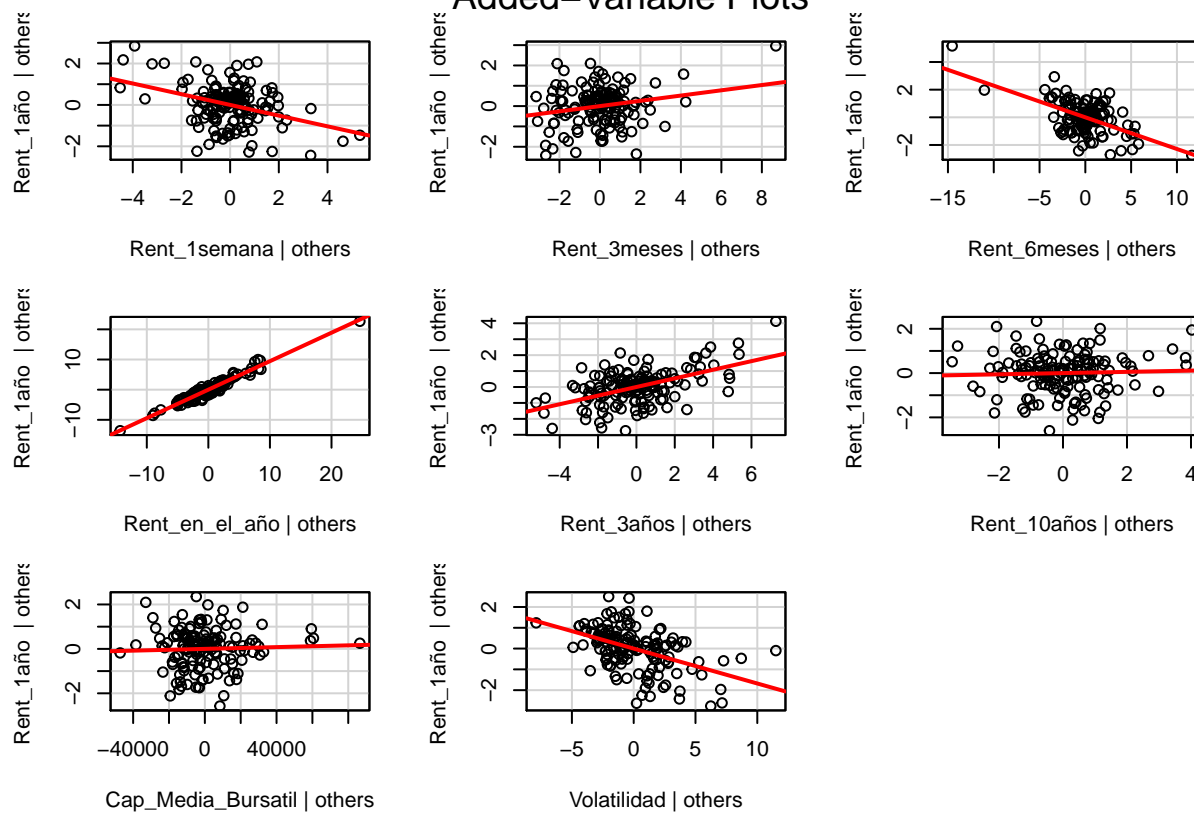 Added−Variable Plots
Rent_1año | others
2
0
−2
−4 −2 0 2 4
Rent_1semana | others
Rent_1año | others
2
0
−2
−2 0 2 4 6 8
Rent_3meses | others
Rent_1año | others
2
−2
−15 −5 0 5 10
Rent_6meses | others
Rent_1año | others
10
−10
−10 0 10 20
Rent_en_el_año | others
Rent_1año | others
4
2
0
−3
−4 −2 0 2 4 6
Rent_3años | others
Rent_1año | others
2
0
−2
−2 0 2 4
Rent_10años | others
Rent_1año | others
2
0
−2
−40000 0 40000
Cap_Media_Bursatil | others
Rent_1año | others
2
0
−2
−5 0 5 10
Volatilidad | others